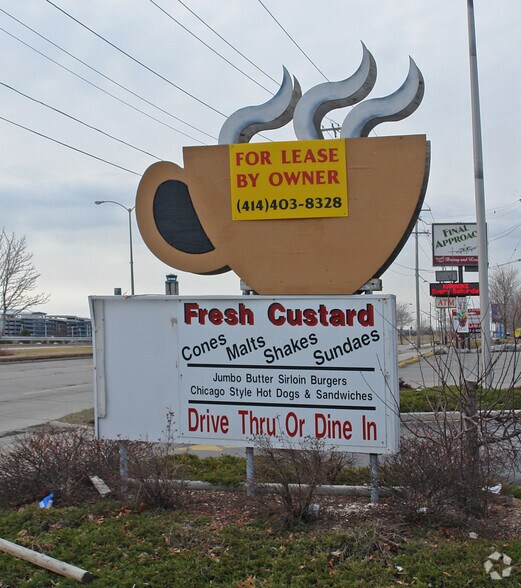 FOR LEASE
BY OWNER
(414)403-8328
FINAL
APPROACH
ATM
Fresh Custard
Cones Malts Shakes Sundaes
Jumbo Butter Sirloin Burgers
Chicago Style Hot Dogs & Sandwiches
Drive Thru Or Dine In